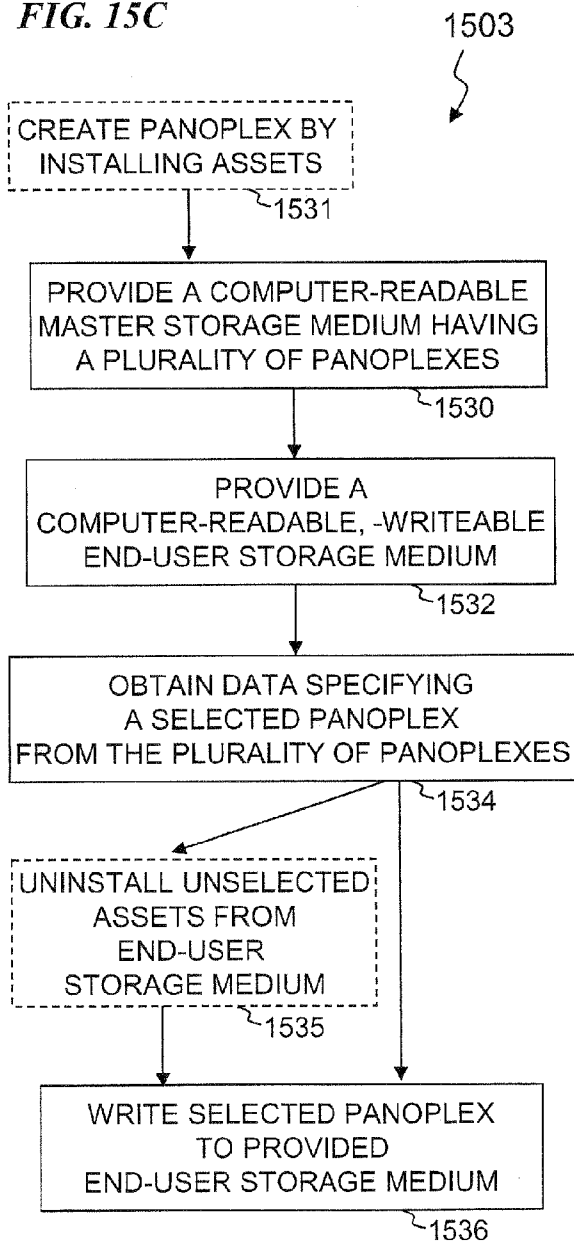 FIG. 15C
1503
CREATE PANOPLEX BY
INSTALLING ASSETS
1531
PROVIDE A COMPUTER-READABLE
MASTER STORAGE MEDIUM HAVING
A PLURALITY OF PANOPLEXES
1530
PROVIDE A
COMPUTER-READABLE, -WRITEABLE
END-USER STORAGE MEDIUM
1532
OBTAIN DATA SPECIFYING
A SELECTED PANOPLEX
FROM THE PLURALITY OF PANOPLEXES
1534
UNINSTALL UNSELECTED
ASSETS FROM
END-USER
STORAGE MEDIUM
1535
WRITE SELECTED PANOPLEX
TO PROVIDED
END-USER STORAGE MEDIUM
1536